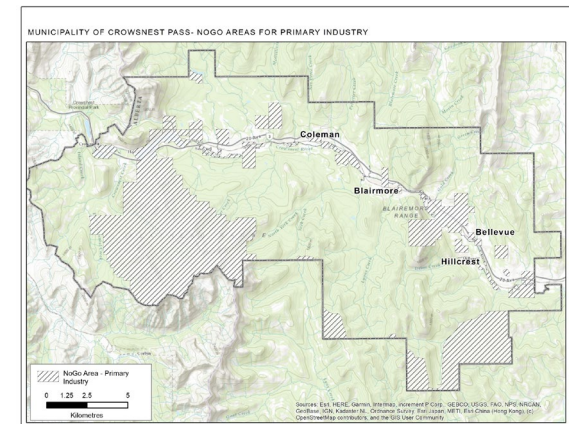 MUNICIPALITY OF CROWSNEST PASS- NOGO AREAS FOR PRIMARY INDUSTRY
ALBERTA
Coleman
Blairmore
BLAIREMORE
RANGE
Bellevue
Hillcrest
NoGo Area - Primary
Industry
0 1.25 2.5 5
Kilometres
Sources: Esri, HERE, Garmin, Intermap, increment P Corp., GEBCO, USGS, FAO, NPS, NRCAN,
GeoBase, IGN, Kadaster NL, Ordnance Survey, Esri Japan, METI, Esri China (Hong Kong), (c)
OpenStreetMap contributors, and the GIS User Community